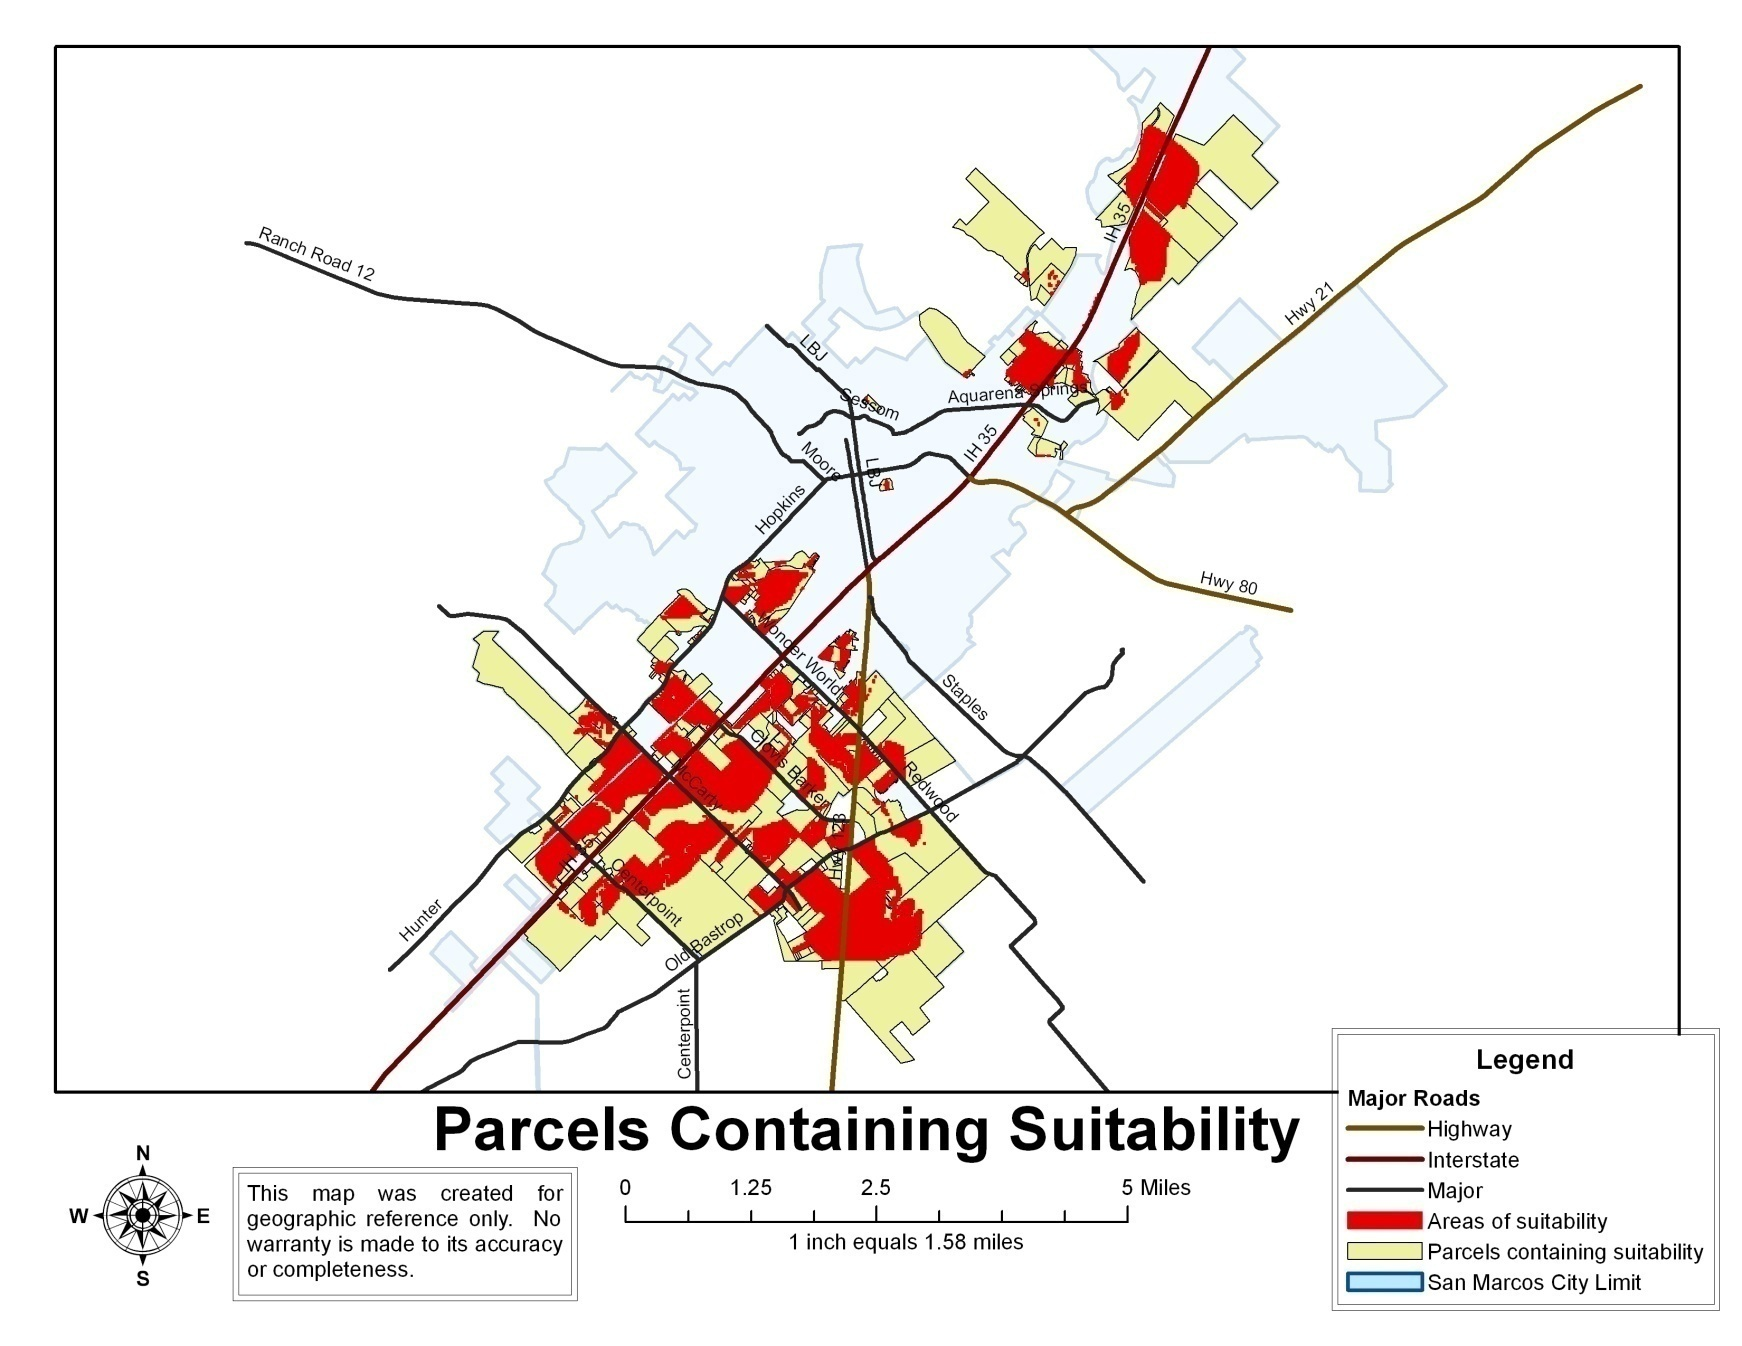 Ranch Road 12
IH 35
Hwy 21
LBJ
Sessom
Aquarena Springs
IH 35
Moore
LBJ
Hopkins
Hwy 80
Wonder World
Staples
Clovis Barker
McCarty
Redwood
Hwy 123
IH 35
Centerpoint
Hunter
Old Bastrop
Centerpoint
Parcels Containing Suitability
N
W
E
S
This map was created for
geographic reference only. No
warranty is made to its accuracy
or completeness.
0 1.25 2.5 5 Miles
1 inch equals 1.58 miles
Legend
Major Roads
Highway
Interstate
Major
Areas of suitability
Parcels containing suitability
San Marcos City Limit